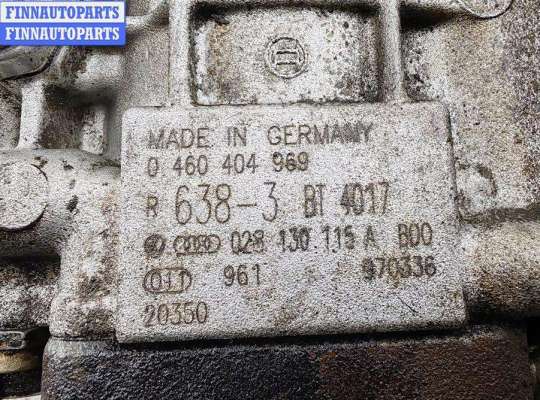 FINNAUTOPARTS
FINNAUTOPARTS
MADE IN GERMANY
0 460 404 969
R 638-3 BT 4017
028 130 115 A B00
961 970336
20350